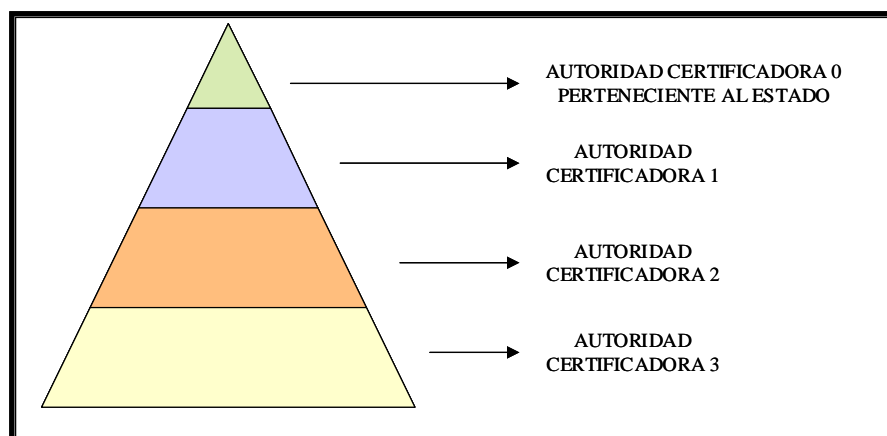 AUTORIDAD CERTIFICADORA 0
PERTENECIENTE AL ESTADO
AUTORIDAD
CERTIFICADORA 1
AUTORIDAD
CERTIFICADORA 2
AUTORIDAD
CERTIFICADORA 3